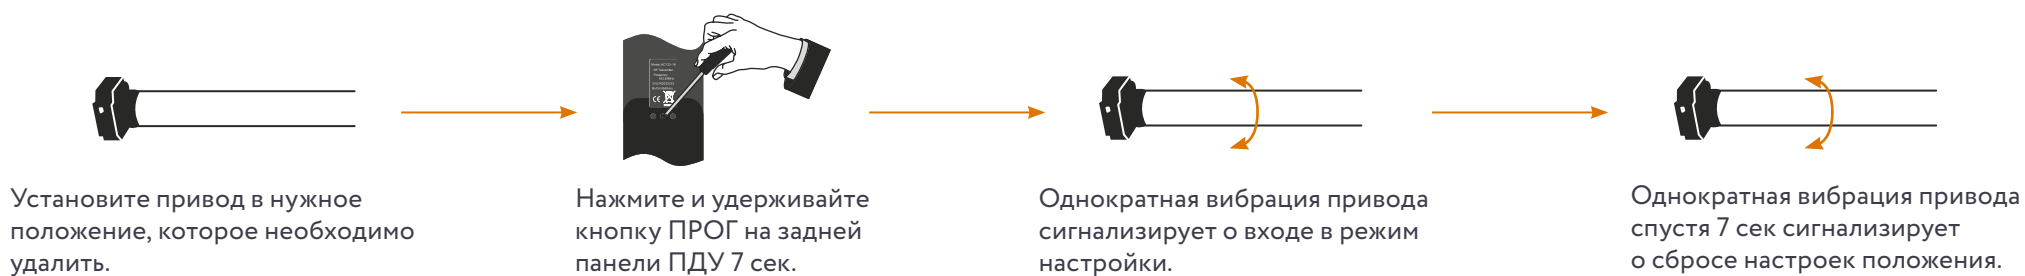 Установите привод в нужное
положение, которое необходимо
удалить.
Нажмите и удерживайте
кнопку ПРОГ на задней
панели ПДУ 7 сек.
Однократная вибрация привода
сигнализирует о входе в режим
настройки.
Однократная вибрация привода
спустя 7 сек сигнализирует
о сбросе настроек положения.